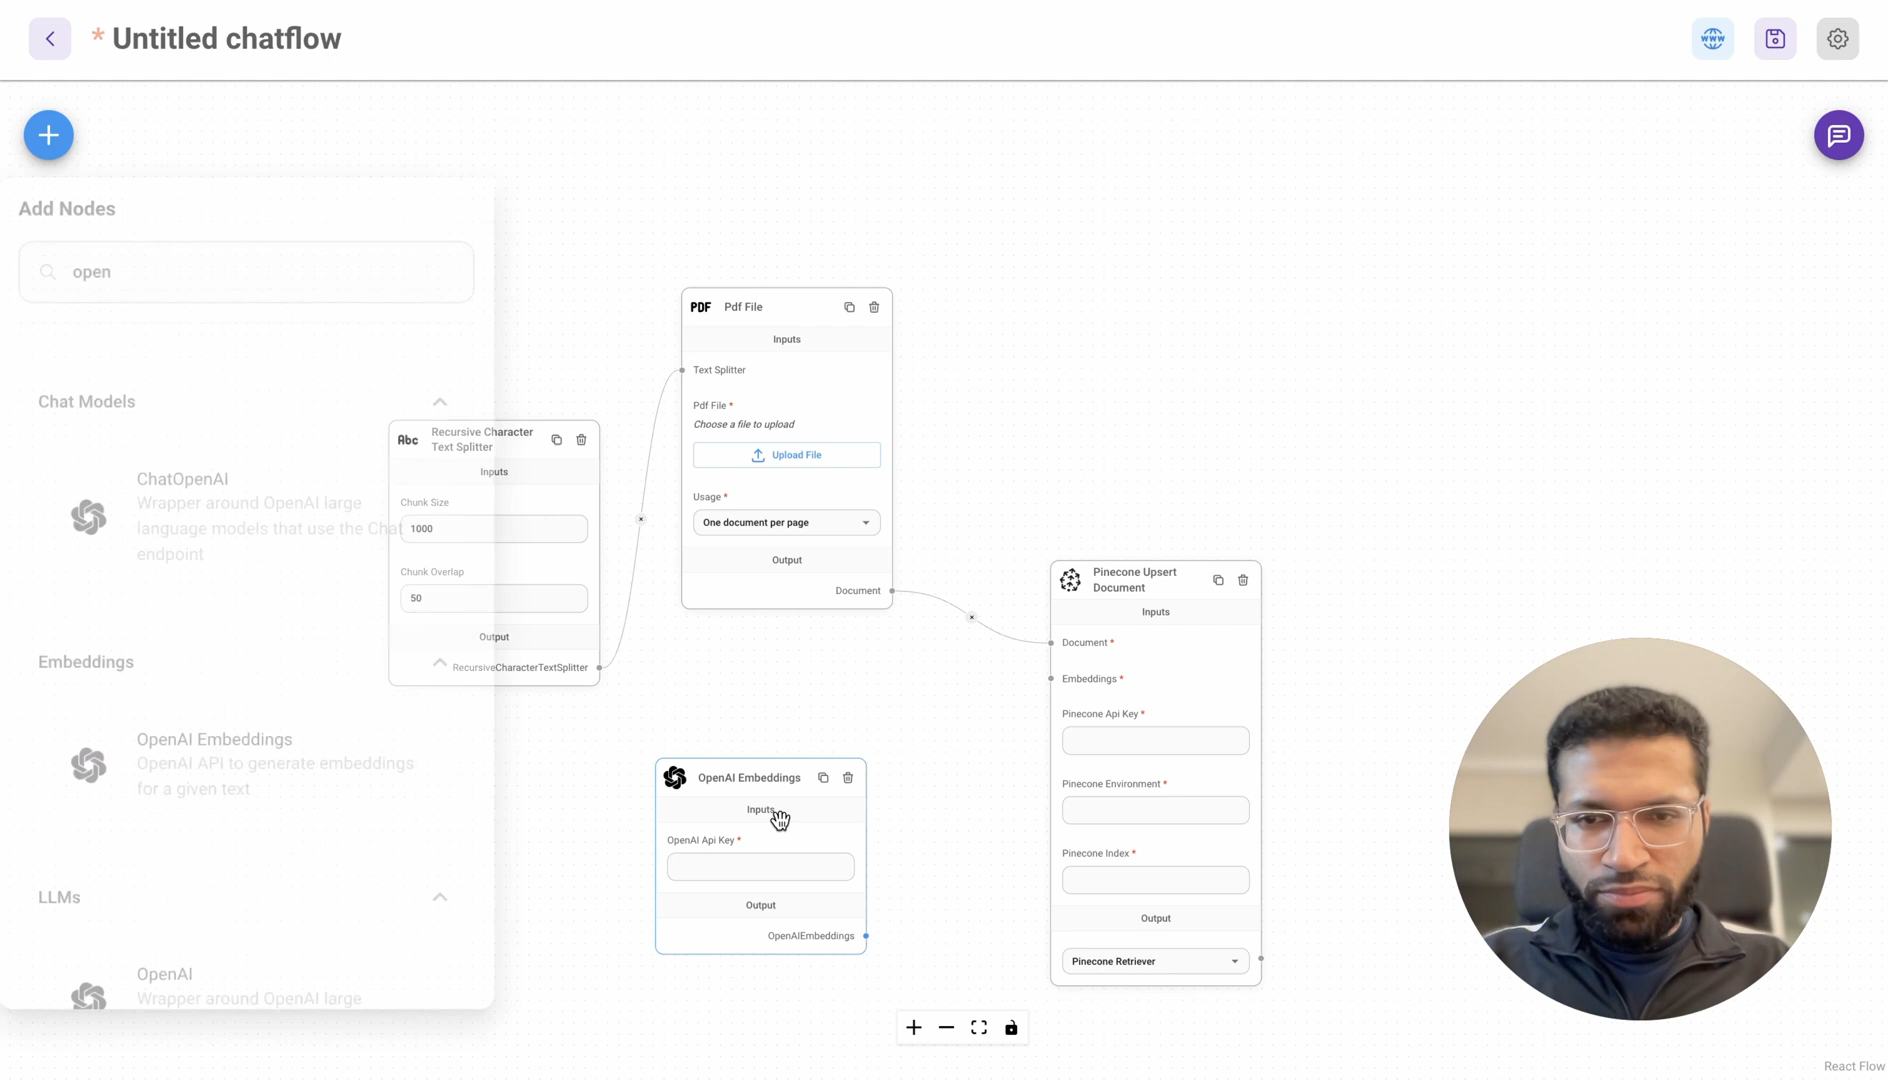 * Untitled chatflow
www
Add Nodes
open
Chat Models
ChatOpenAI
Wrapper around OpenAI large
language models that use the Chat
endpoint
Embeddings
OpenAI Embeddings
OpenAI API to generate embeddings
for a given text
LLMs
OpenAI
Wrapper around OpenAI large
Abc
Recursive Character
Text Splitter
Inputs
Chunk Size
1000
Chunk Overlap
50
Output
RecursiveCharacterTextSplitter
PDF Pdf File
Inputs
Text Splitter
Pdf File *
Choose a file to upload
Upload File
Usage *
One document per page
Output
Document
OpenAI Embeddings
Inputs
OpenAI Api Key *
Output
OpenAIEmbeddings
Pinecone Upsert
Document
Inputs
Document *
Embeddings *
Pinecone Api Key *
Pinecone Environment *
Pinecone Index *
Output
Pinecone Retriever
React Flow